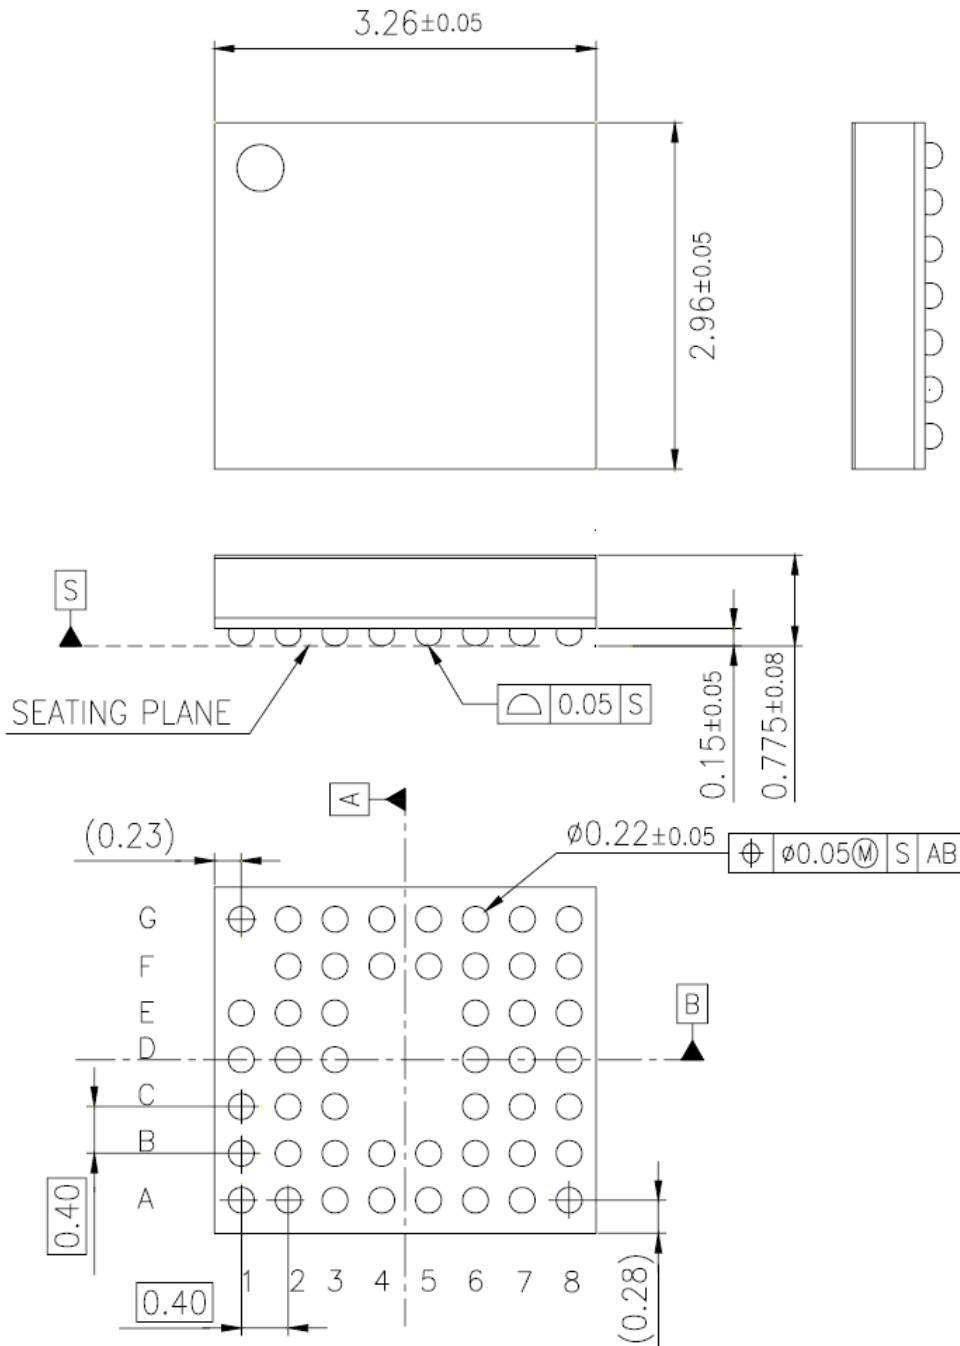 3.26±0.05
2.96±0.05
S
SEATING PLANE
⌓ 0.05 S
0.15±0.05
0.775±0.08
A
(0.23)
⌀0.22±0.05
⌖ ⌀0.05Ⓜ S AB
G
F
E
B
D
C
B
A
0.40
1 2 3 4 5 6 7 8
0.40
(0.28)